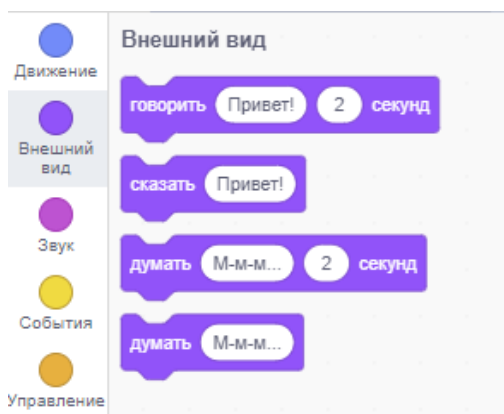 Внешний вид
Движение
говорить Привет! 2 секунд
Внешний
вид
сказать Привет!
Звук
думать М-м-м... 2 секунд
События
думать М-м-м...
Управление